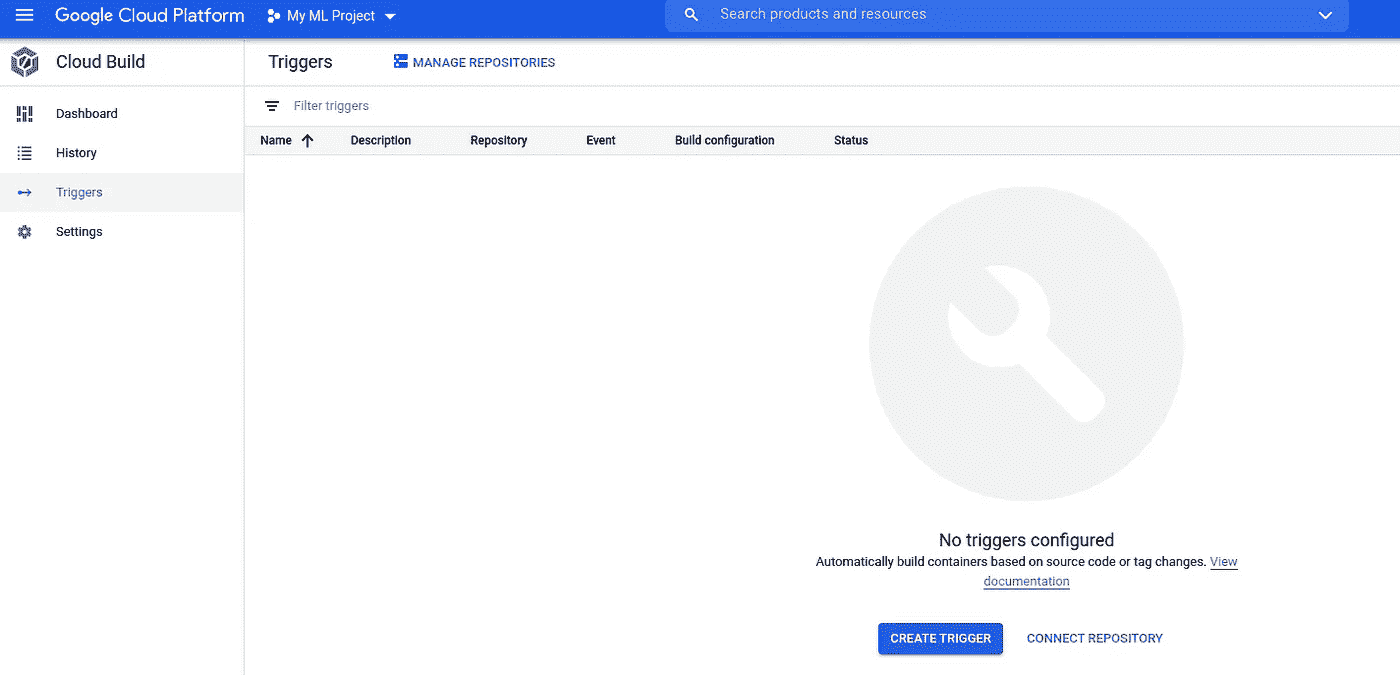 Google Cloud Platform My ML Project Search products and resources
Cloud Build Triggers MANAGE REPOSITORIES
Dashboard Filter triggers
Name Description Repository Event Build configuration Status
History
Triggers
Settings
No triggers configured
Automatically build containers based on source code or tag changes. View
documentation
CREATE TRIGGER CONNECT REPOSITORY